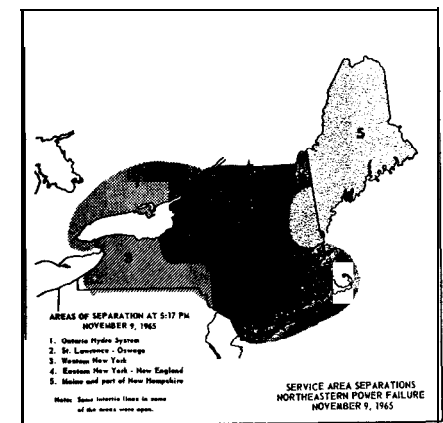 5
AREAS OF SEPARATION AT 5:17 PM
NOVEMBER 9, 1965
1. Ontario Hydro System
2. St. Lawrence - Oswego
3. Western New York
4. Eastern New York - New England
5. Maine and part of New Hampshire
Note: Some intertie lines in some
of the areas were open.
SERVICE AREA SEPARATIONS
NORTHEASTERN POWER FAILURE
NOVEMBER 9, 1965